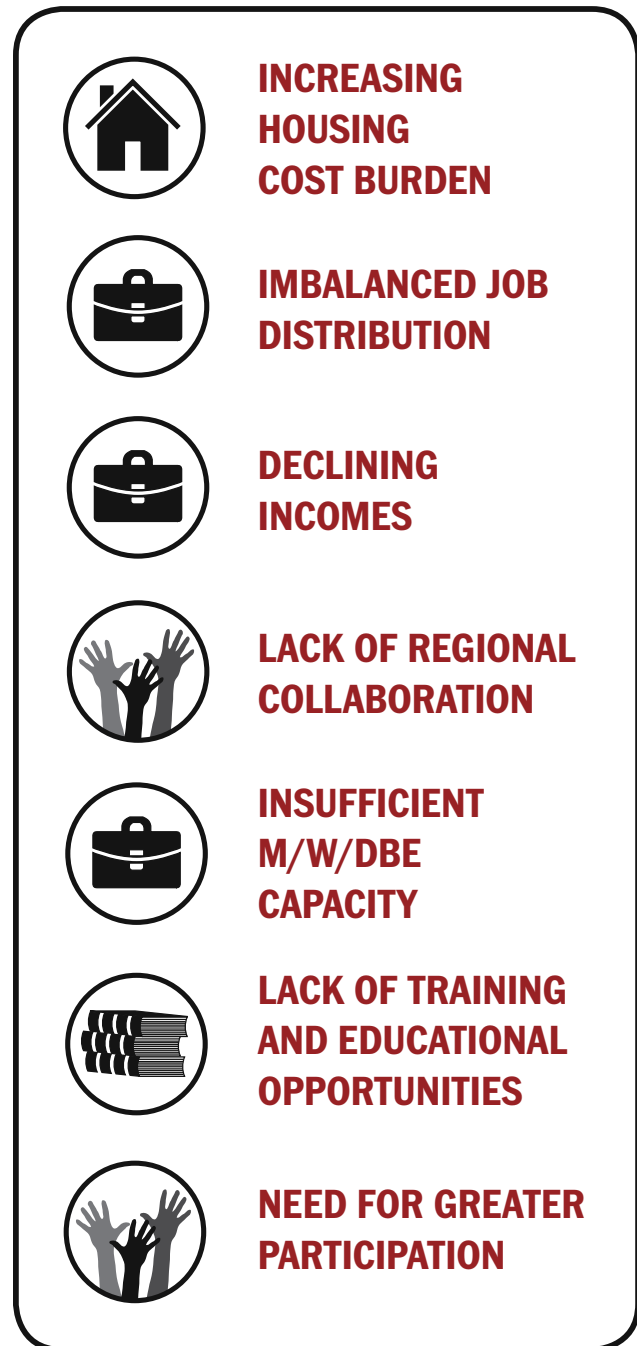 INCREASING
HOUSING
COST BURDEN
IMBALANCED JOB
DISTRIBUTION
DECLINING
INCOMES
LACK OF REGIONAL
COLLABORATION
INSUFFICIENT
M/W/DBE
CAPACITY
LACK OF TRAINING
AND EDUCATIONAL
OPPORTUNITIES
NEED FOR GREATER
PARTICIPATION